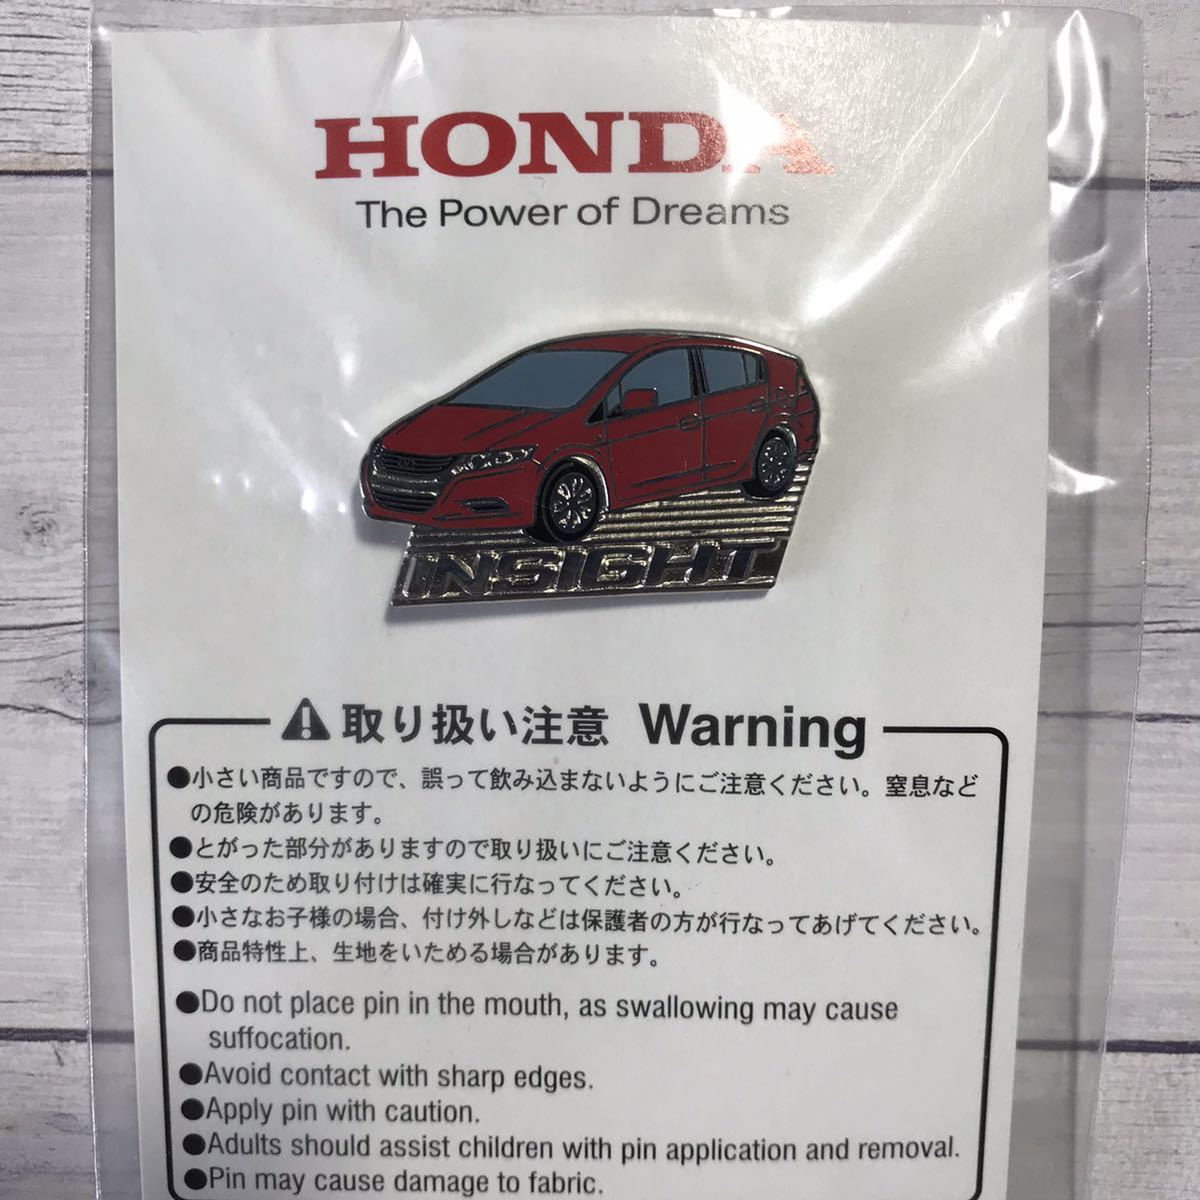 HONDA
The Power of Dreams
INSIGHT
取り扱い注意 Warning
●小さい商品ですので、誤って飲み込まないようにご注意ください。窒息など
の危険があります。
●とがった部分がありますので取り扱いにご注意ください。
●安全のため取り付けは確実に行なってください。
●小さなお子様の場合、付け外しなどは保護者の方が行なってあげてください。
●商品特性上、生地をいためる場合があります。
●Do not place pin in the mouth, as swallowing may cause
suffocation.
●Avoid contact with sharp edges.
●Apply pin with caution.
●Adults should assist children with pin application and removal.
●Pin may cause damage to fabric.